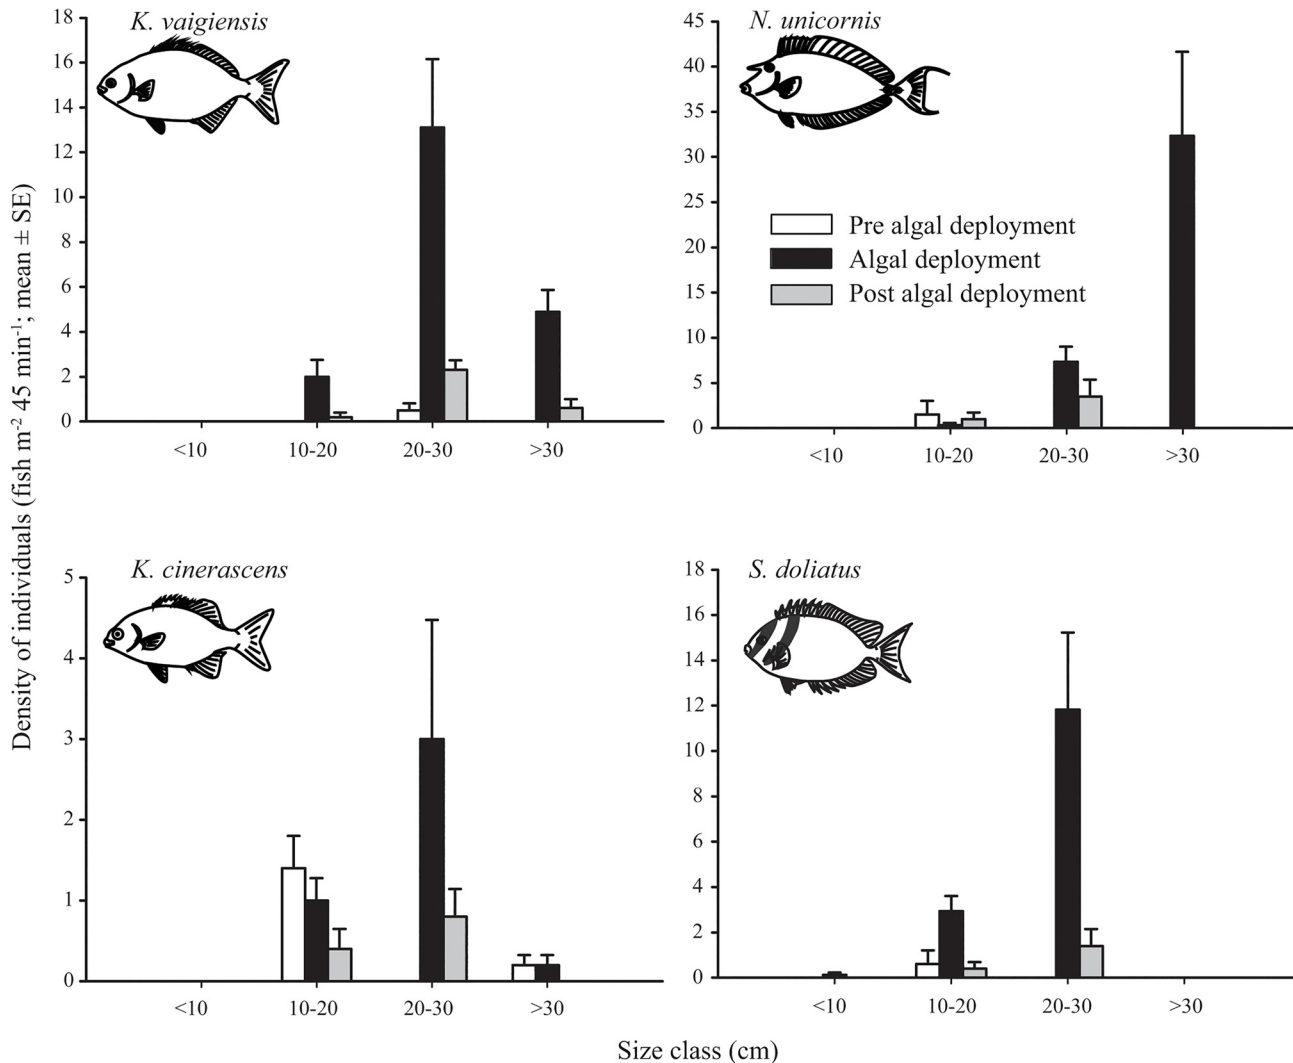 K. vaigiensis
18
16
14
12
10
8
6
4
2
0
<10 10-20 20-30 >30
N. unicornis
45
40
35
30
25
20
15
10
5
0
Pre algal deployment
Algal deployment
Post algal deployment
<10 10-20 20-30 >30
Density of individuals (fish m⁻² 45 min⁻¹; mean ± SE)
K. cinerascens
5
4
3
2
1
0
<10 10-20 20-30 >30
S. doliatus
18
16
14
12
10
8
6
4
2
0
<10 10-20 20-30 >30
Size class (cm)